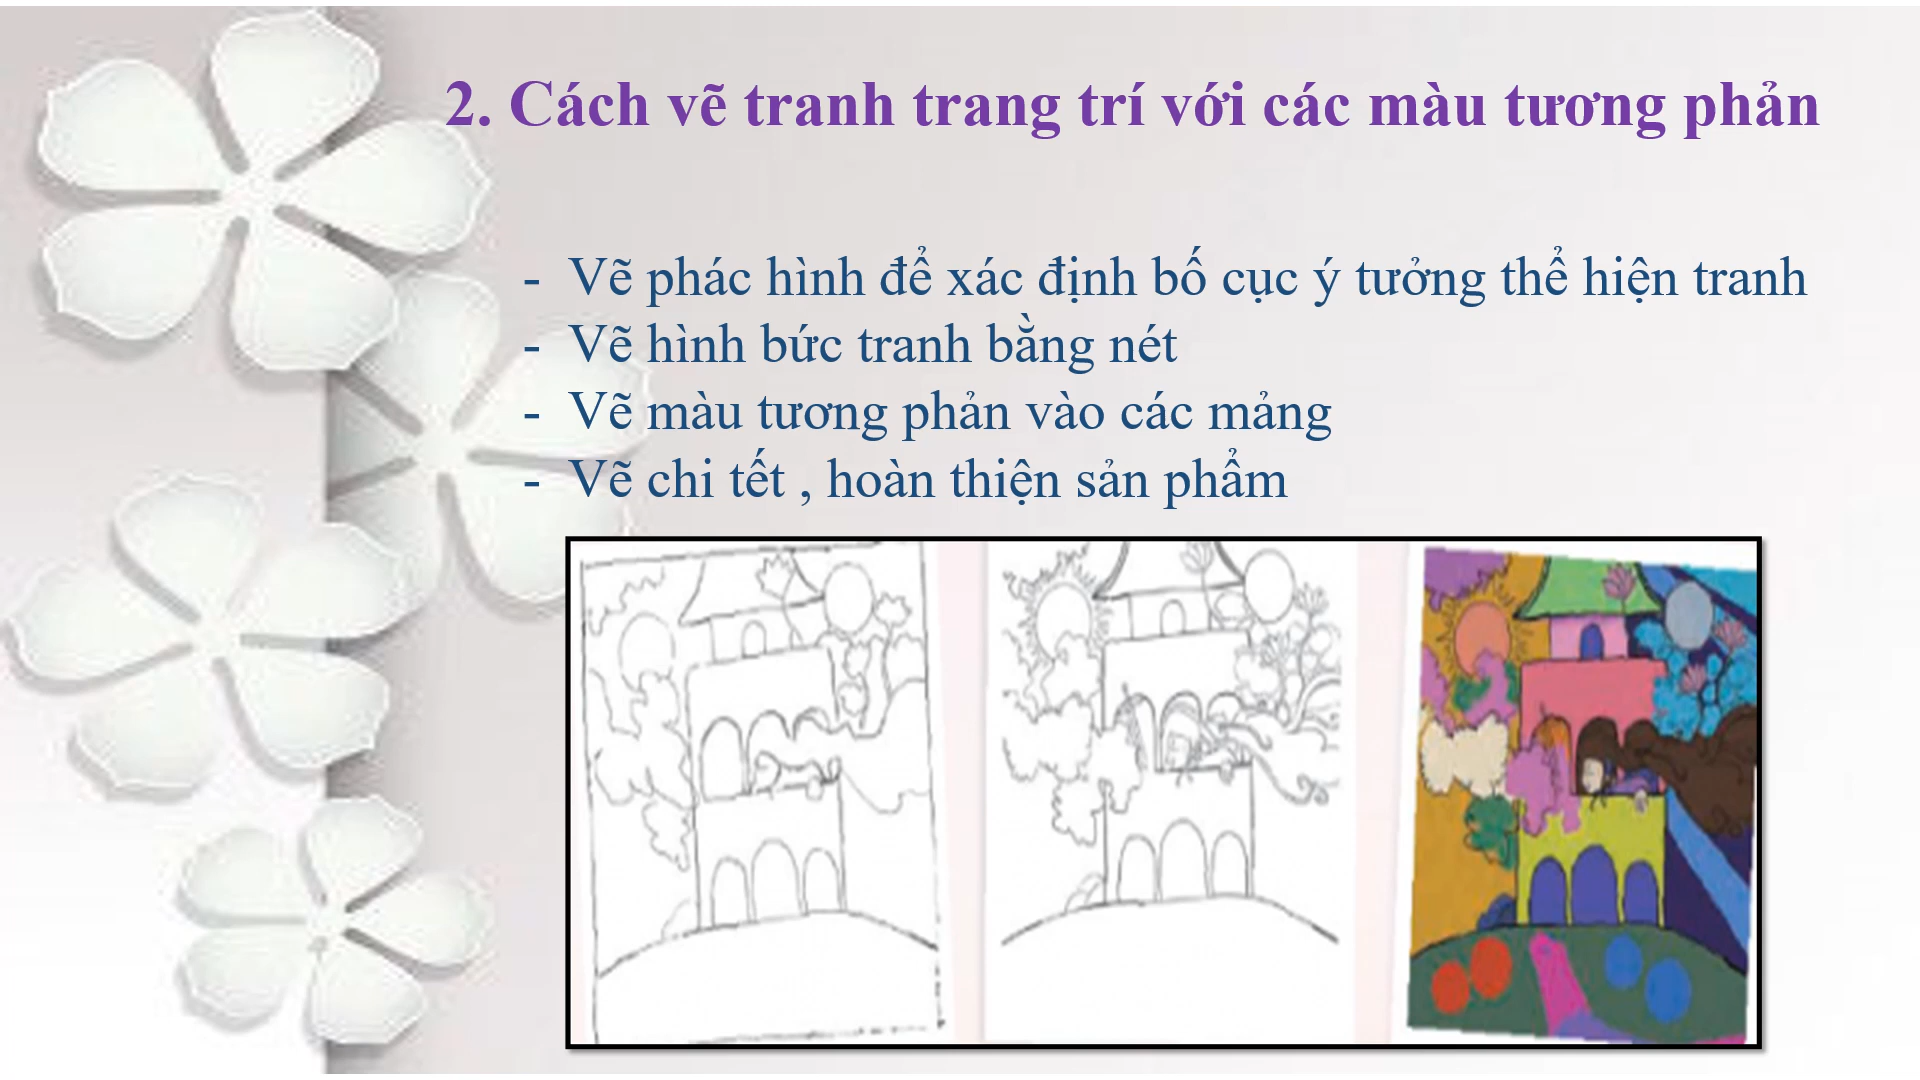 2. Cách vẽ tranh trang trí với các màu tương phản
- Vẽ phác hình để xác định bố cục ý tưởng thể hiện tranh
- Vẽ hình bức tranh bằng nét
- Vẽ màu tương phản vào các mảng
- Vẽ chi tết , hoàn thiện sản phẩm